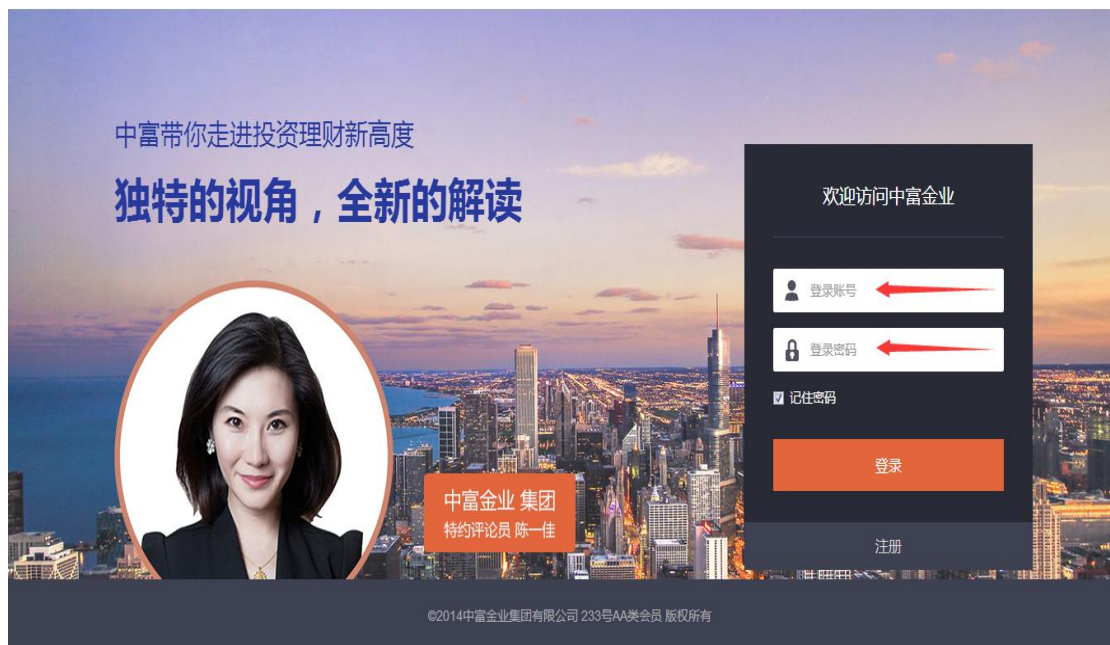 中富带你走进投资理财新高度
独特的视角，全新的解读
中富金业 集团
特约评论员 陈一佳
欢迎访问中富金业
登录账号
登录密码
记住密码
登录
注册
©2014中富金业集团有限公司 233号AA类会员 版权所有